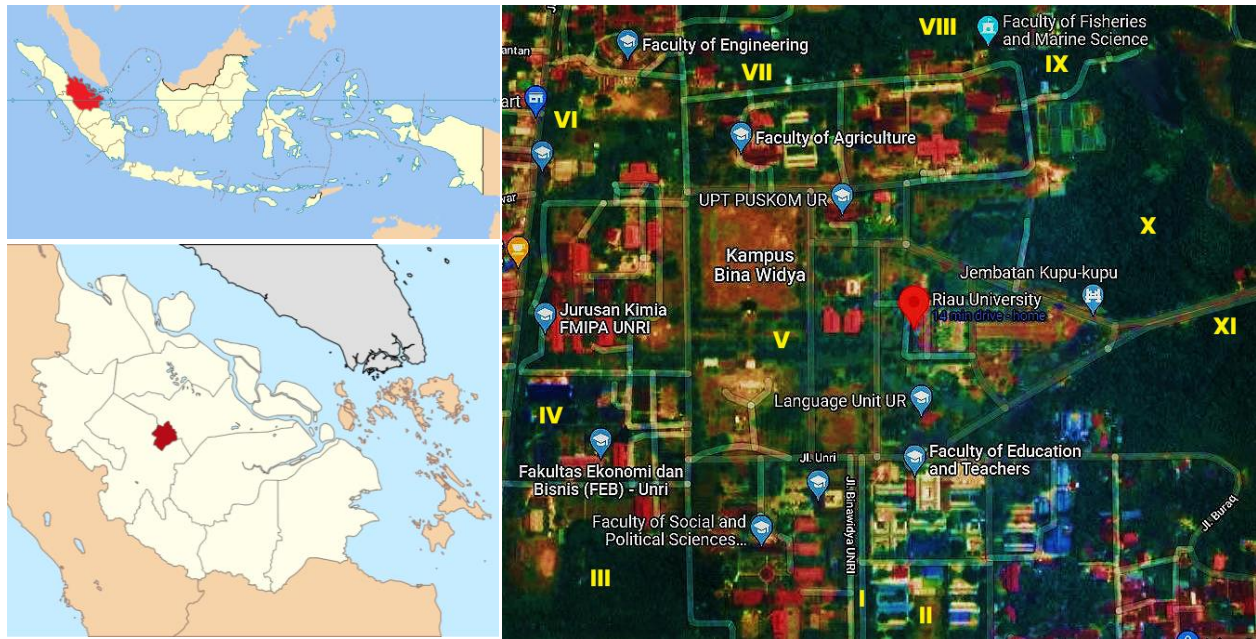 antan
Faculty of Engineering
VIII
Faculty of Fisheries
and Marine Science
VII
IX
art
VI
Faculty of Agriculture
war
UPT PUSKOM UR
X
Kampus
Bina Widya
Jembatan Kupu-kupu
Riau University
14 min drive - home
Jurusan Kimia
FMIPA UNRI
V
XI
Language Unit UR
IV
Fakultas Ekonomi dan
Bisnis (FEB) - Unri
Jl. Unri
Faculty of Education
and Teachers
Jl. Binawidya UNRI
Jl. Buraq
Faculty of Social and
Political Sciences...
III
I
II